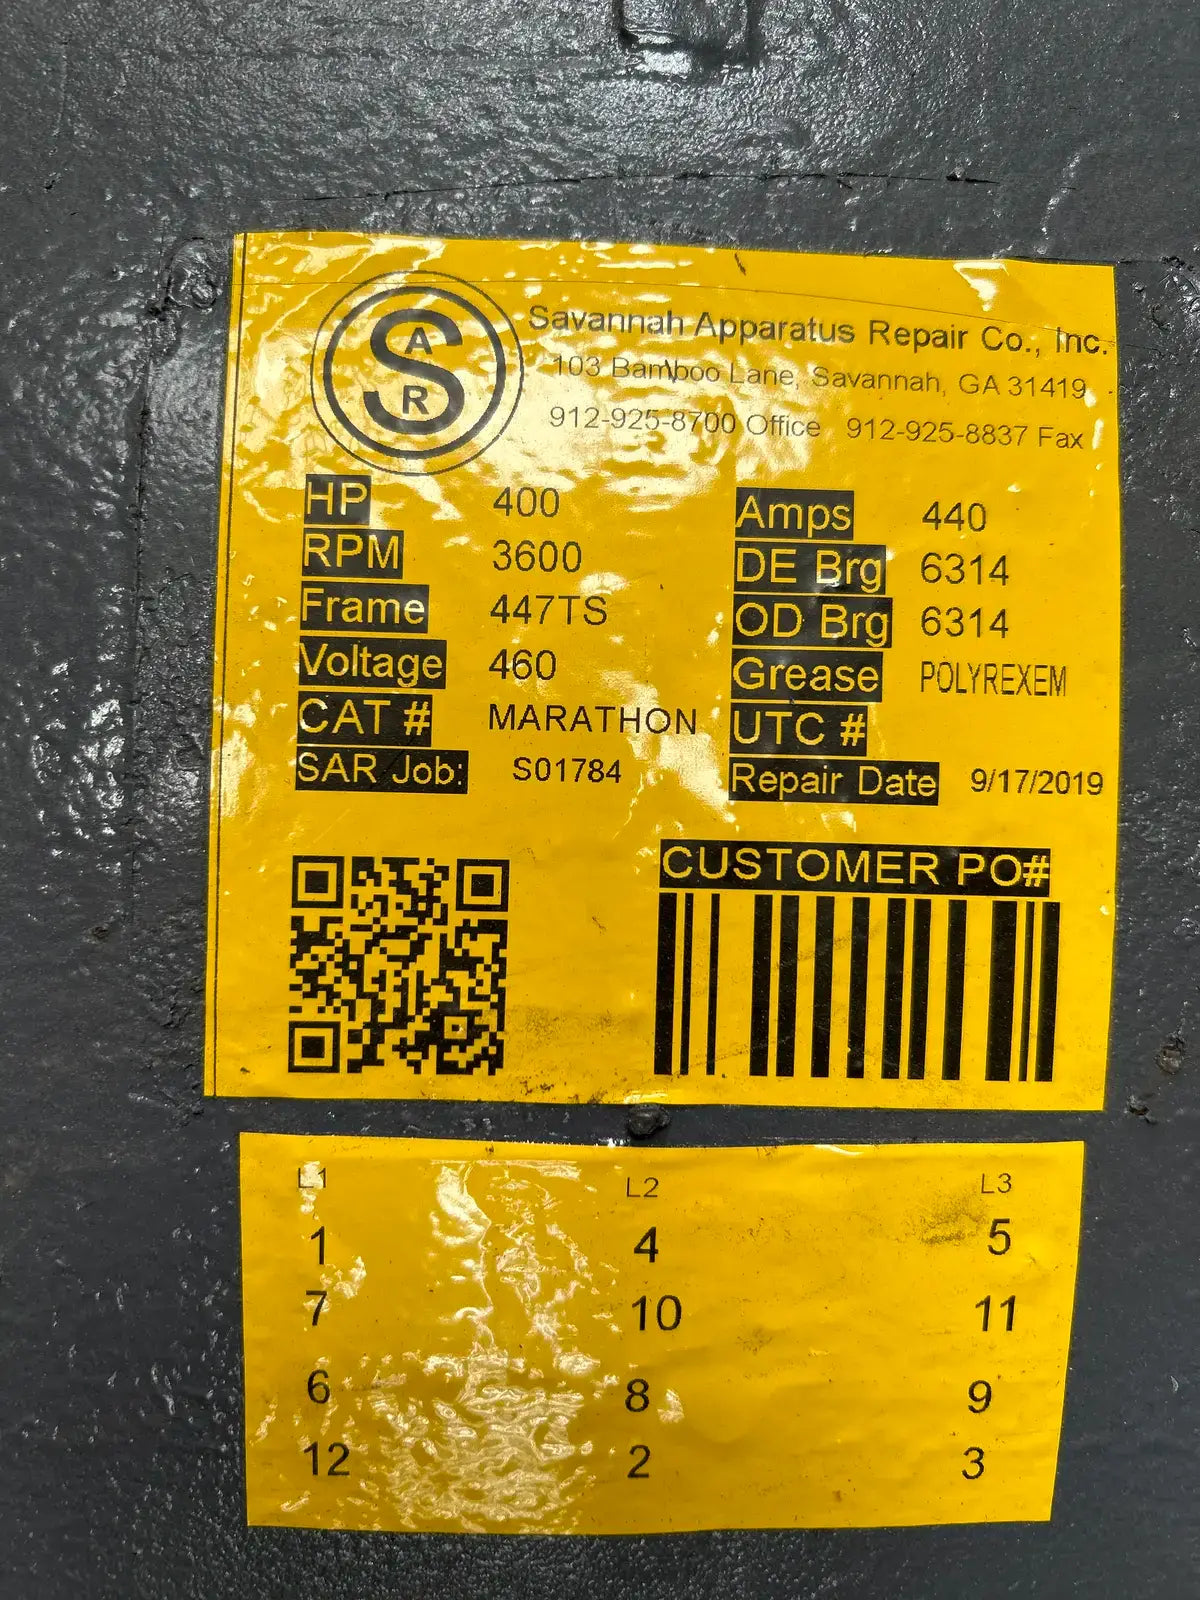 SAR
Savannah Apparatus Repair Co., Inc.
103 Bamboo Lane, Savannah, GA 31419
912-925-8700 Office 912-925-8837 Fax
HP 400 Amps 440
RPM 3600 DE Brg 6314
Frame 447TS OD Brg 6314
Voltage 460 Grease POLYREXEM
CAT # MARATHON UTC #
SAR Job: S01784 Repair Date 9/17/2019
CUSTOMER PO#
L1 L2 L3
1 4 5
7 10 11
6 8 9
12 2 3